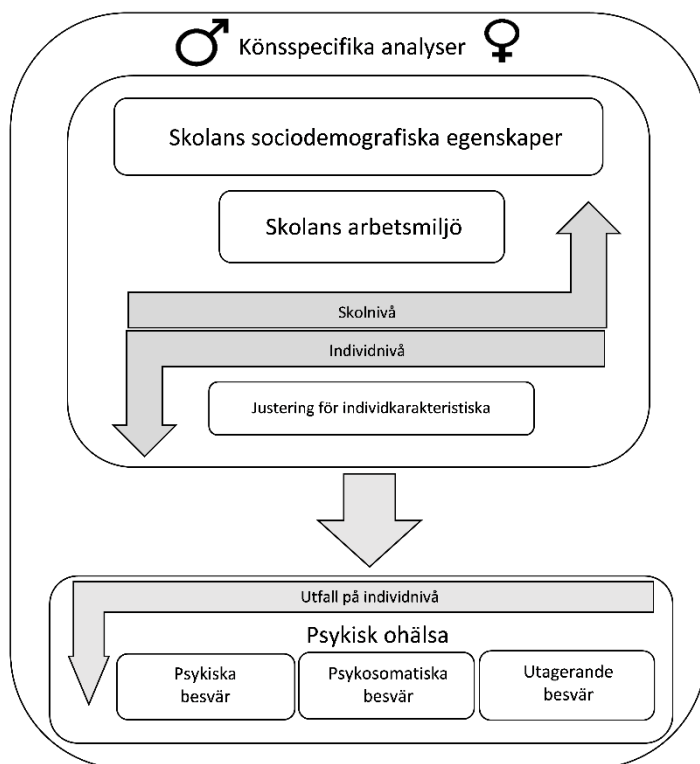 Könsspecifika analyser
Skolans sociodemografiska egenskaper
Skolans arbetsmiljö
Skolnivå
Individnivå
Justering för individkarakteristiska
Utfall på individnivå
Psykisk ohälsa
Psykiska
besvär
Psykosomatiska
besvär
Utagerande
besvär